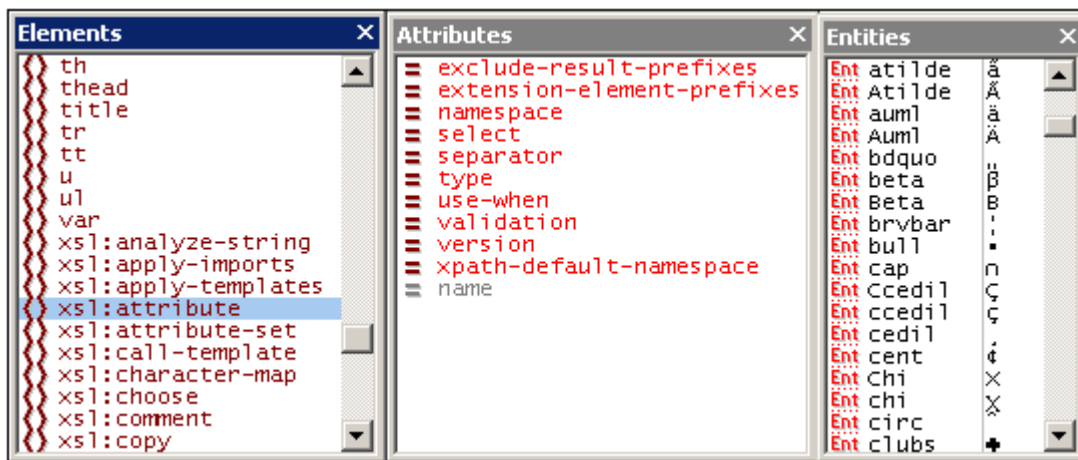 Elements
th
thead
title
tr
tt
u
ul
var
xsl:analyze-string
xsl:apply-imports
xsl:apply-templates
xsl:attribute
xsl:attribute-set
xsl:call-template
xsl:character-map
xsl:choose
xsl:comment
xsl:copy
Attributes
= exclude-result-prefixes
= extension-element-prefixes
= namespace
= select
= separator
= type
= use-when
= validation
= version
= xpath-default-namespace
= name
Entities
Ent atilde ã
Ent Atilde Ã
Ent auml ä
Ent Auml Ä
Ent bdquo „
Ent beta β
Ent Beta Β
Ent brvbar ¦
Ent bull •
Ent cap ∩
Ent Ccedil Ç
Ent ccedil ç
Ent cedil ¸
Ent cent ¢
Ent Chi Χ
Ent chi χ
Ent circ
Ent clubs ♣